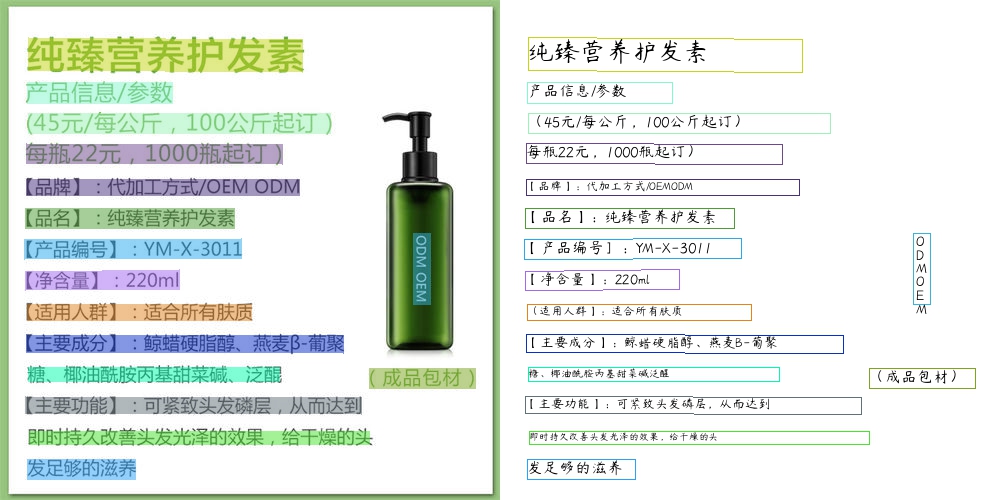 纯臻营养护发素
产品信息/参数
(45元/每公斤，100公斤起订）
每瓶22元，1000瓶起订）
【品牌】：代加工方式/OEM ODM
【品名】：纯臻营养护发素
【产品编号】：YM-X-3011
【净含量】：220ml
【适用人群】：适合所有肤质
【主要成分】：鲸蜡硬脂醇、燕麦β-葡聚
糖、椰油酰胺丙基甜菜碱、泛醌
【主要功能】：可紧致头发磷层，从而达到
即时持久改善头发光泽的效果，给干燥的头
发足够的滋养
ODM OEM
（成品包材）
纯臻营养护发素
产品信息/参数
（45元/每公斤，100公斤起订）
每瓶22元，1000瓶起订）
【品牌】：代加工方式/OEMODM
【品名】：纯臻营养护发素
【产品编号】：YM-X-3011
【净含量】：220ml
（适用人群】：适合所有肤质
【主要成分】：鲸蜡硬脂醇、燕麦B-葡聚
糖、椰油酰胺丙基甜菜碱泛醌
【主要功能】：可紧致头发磷层，从而达到
即时持久改善头发光泽的效果，给干燥的头
发足够的滋养
ODMOEM
（成品包材）